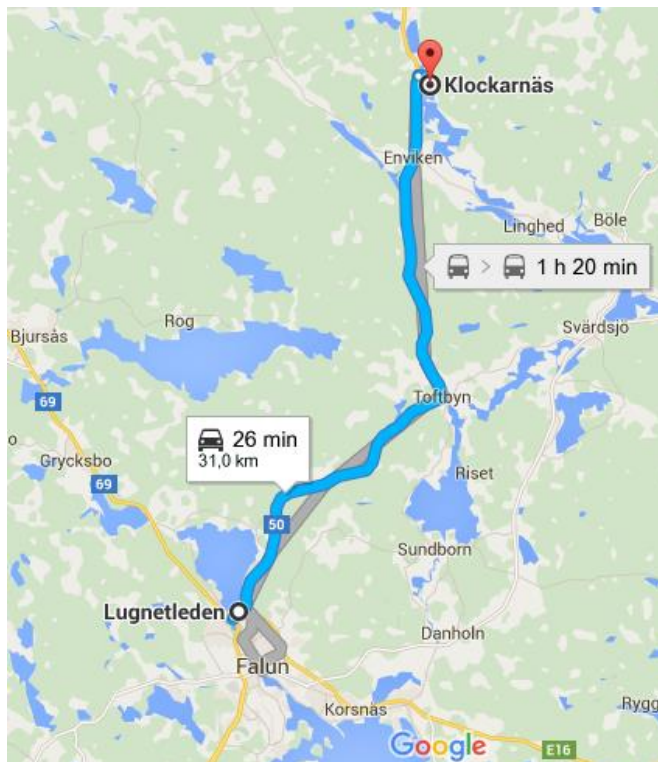 Klockarnäs
Enviken
Linghed
Böle
1 h 20 min
Svärdsjö
Rog
Bjursås
69
Toftbyn
26 min
31,0 km
Grycksbo
69
Riset
50
Sundborn
Lugnetleden
Danholn
Falun
Korsnäs
Rygg
Google
E16